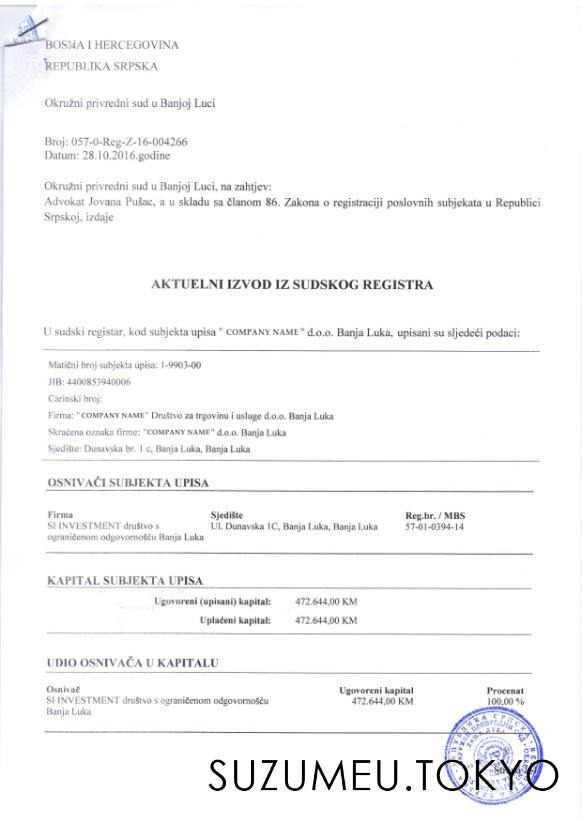 BOSNA I HERCEGOVINA
REPUBLIKA SRPSKA
Okružni privredni sud u Banjoj Luci
Broj: 057-0-Reg-Z-16-004266
Datum: 28.10.2016.godine
Okružni privredni sud u Banjoj Luci, na zahtjev:
Advokat Jovana Pušac, a u skladu sa članom 86. Zakona o registraciji poslovnih subjekata u Republici
Srpskoj, izdaje
AKTUELNI IZVOD IZ SUDSKOG REGISTRA
U sudski registar, kod subjekta upisa " COMPANY NAME" d.o.o. Banja Luka, upisani su sljedeći podaci:
Matični broj subjekta upisa: 1-9903-00
JIB: 4400853940006
Carinski broj:
Firma: "COMPANY NAME" Društvo za trgovinu i usluge d.o.o. Banja Luka
Skraćena oznaka firme: "COMPANY NAME" d.o.o. Banja Luka
Sjedište: Dunavska br. 1 c, Banja Luka, Banja Luka
OSNIVAČI SUBJEKTA UPISA
Firma Sjedište Reg.br. / MBS
SI INVESTMENT društvo s Ul. Dunavska 1C, Banja Luka, Banja Luka 57-01-0394-14
ograničenom odgovornošću Banja Luka
KAPITAL SUBJEKTA UPISA
Ugovoreni (upisani) kapital: 472.644,00 KM
Uplaćeni kapital: 472.644,00 KM
UDIO OSNIVAČA U KAPITALU
Osnivač Ugovoreni kapital Procenat
SI INVESTMENT društvo s ograničenom odgovornošću 472.644,00 KM 100,00 %
Banja Luka
SUZUMEU.TOKYO